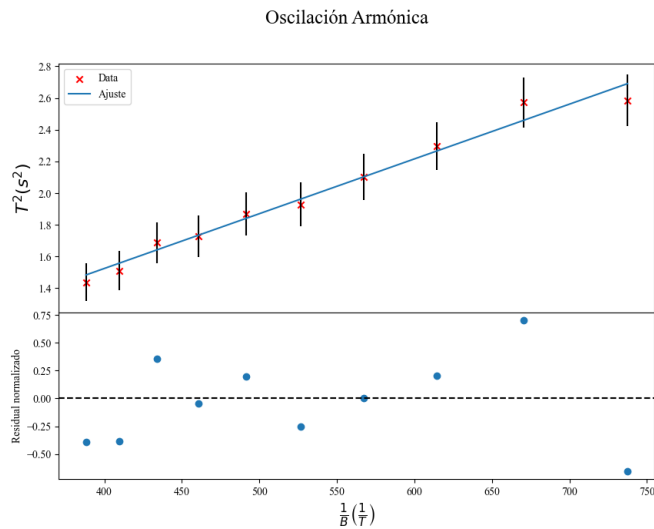 Oscilación Armónica
Data
Ajuste
T²(s²)
2.8
2.6
2.4
2.2
2.0
1.8
1.6
1.4
Residual normalizado
0.75
0.50
0.25
0.00
−0.25
−0.50
400 450 500 550 600 650 700 750
1/B (1/T)